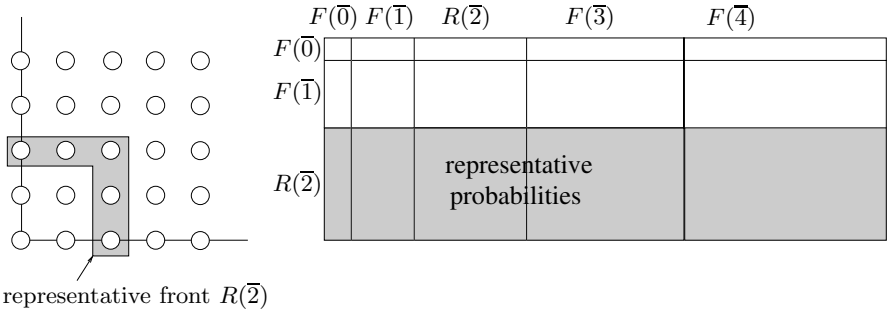 F(0̅) F(1̅) R(2̅) F(3̅) F(4̅)
F(0̅)
F(1̅)
R(2̅)
representative
probabilities
representative front R(2̅)